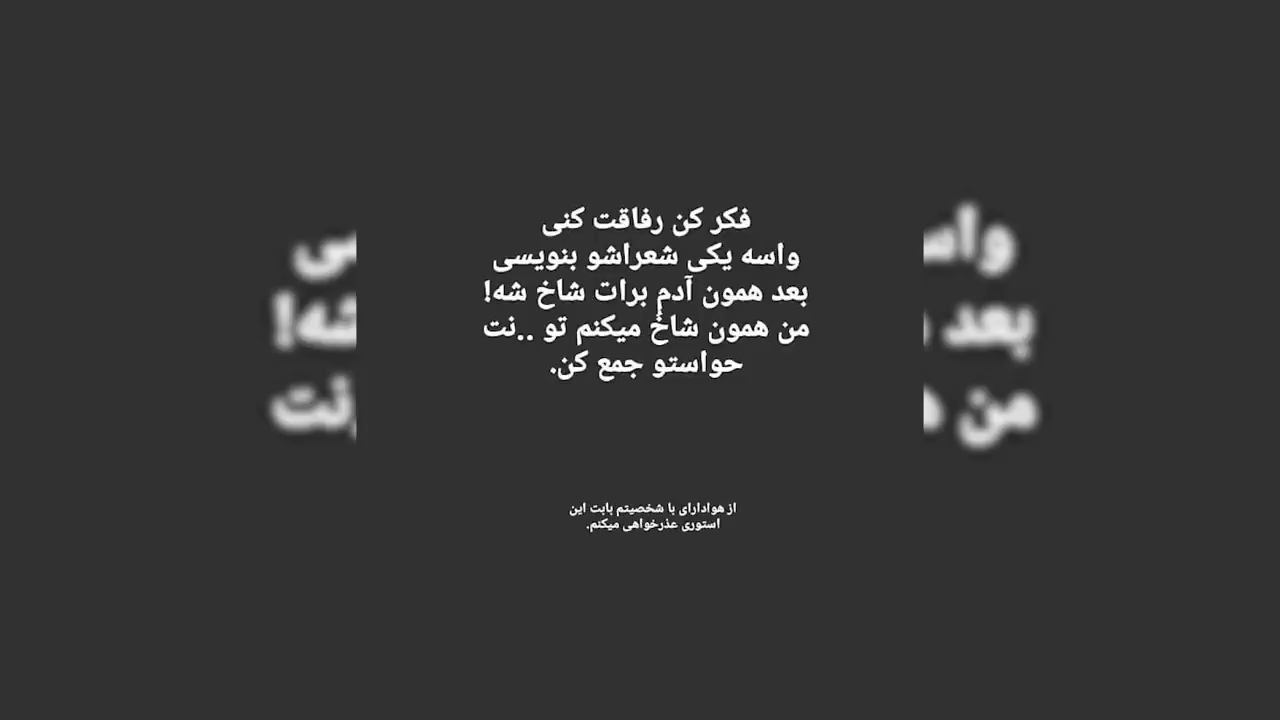 فکر کن رفاقت کنی
واسه یکی شعراشو بنویسی
بعد همون آدم برات شاخ شه!
من همون شاخُ میکنم تو ..نت
حواستو جمع کن.
از هوادارای با شخصیتم بابت این
استوری عذرخواهی میکنم.